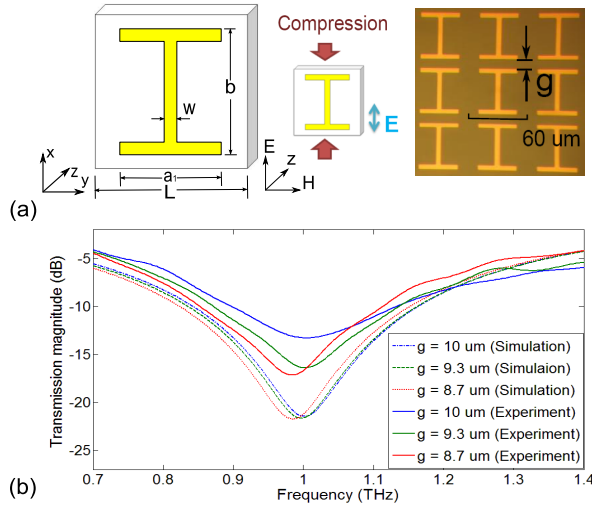 (a)
x
z
y
b
w
a1
L
Compression
E
E
z
H
g
60 um
(b)
Transmission magnitude (dB)
-5
-10
-15
-20
-25
0.7 0.8 0.9 1 1.1 1.2 1.3 1.4
Frequency (THz)
g = 10 um (Simulation)
g = 9.3 um (Simulaion)
g = 8.7 um (Simulation)
g = 10 um (Experiment)
g = 9.3 um (Experiment)
g = 8.7 um (Experiment)